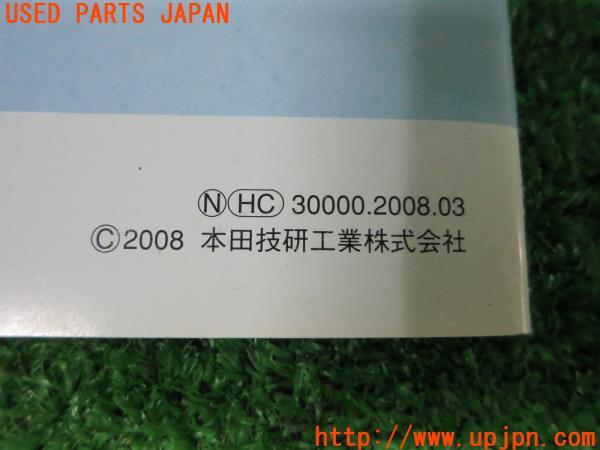 USED PARTS JAPAN
Ⓝ HC 30000.2008.03
©2008 本田技研工業株式会社
http://www.upjpn.com